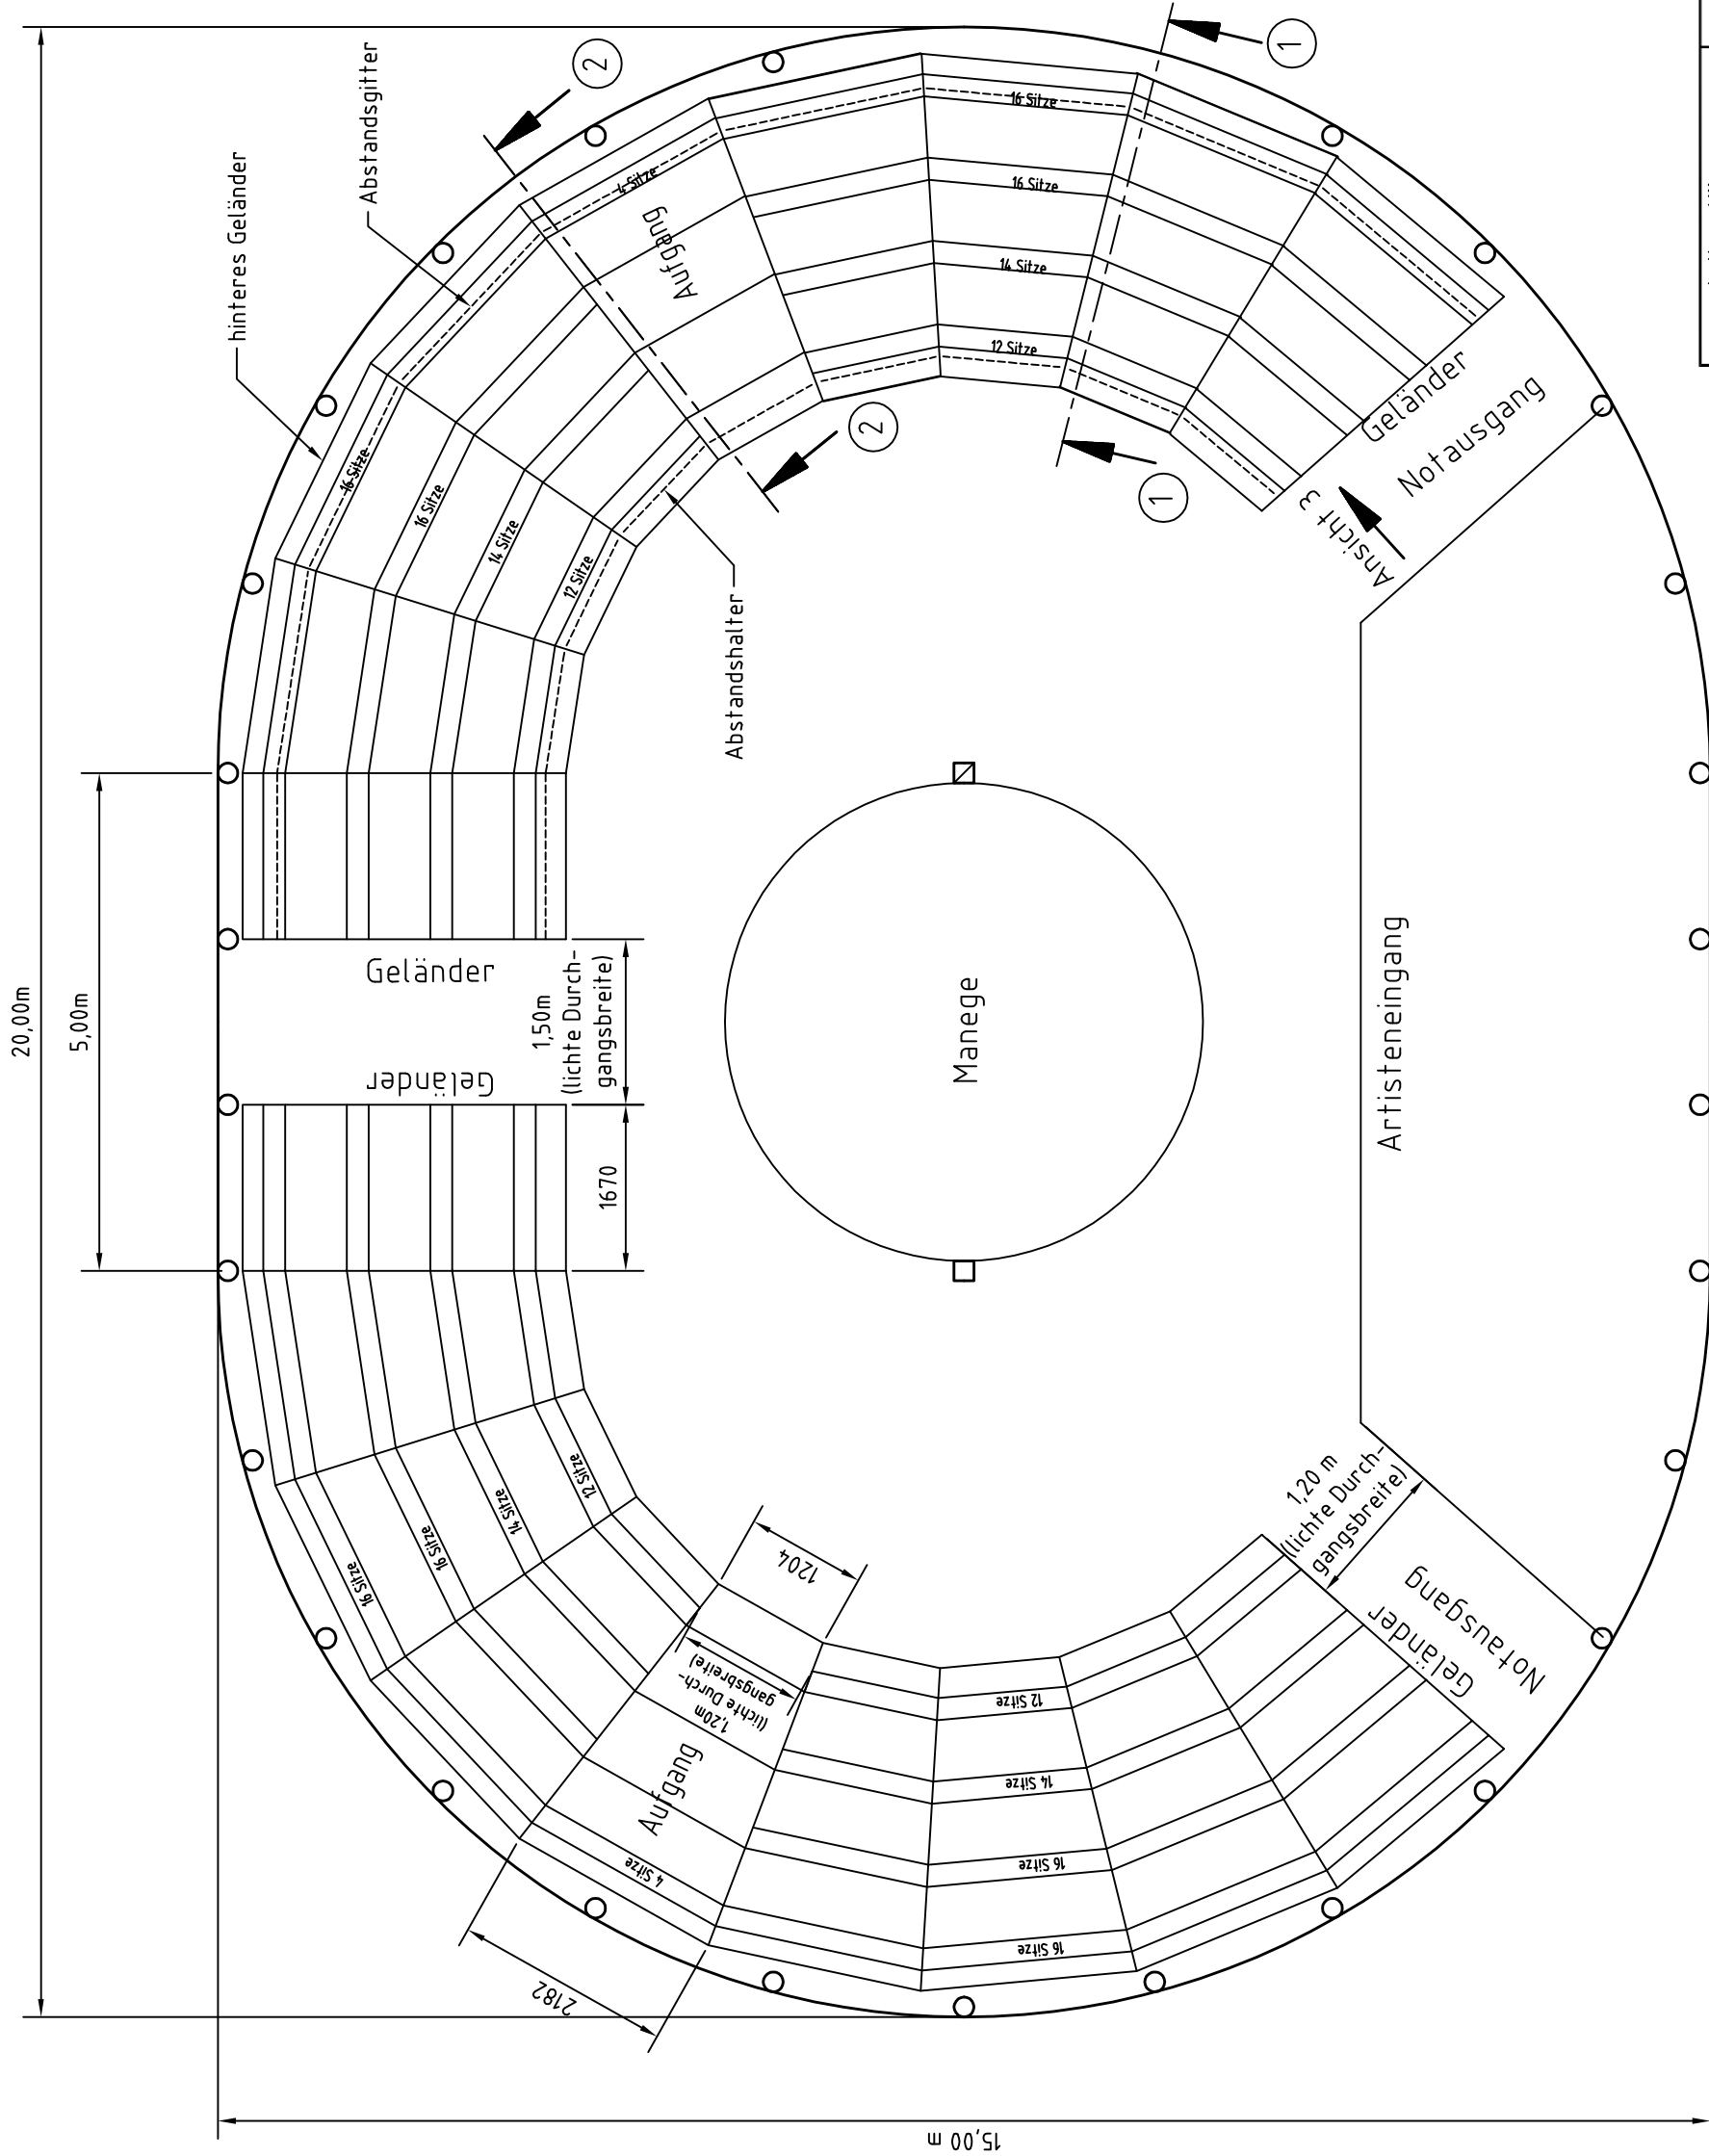 20,00m
5,00m
hinteres Geländer
Abstandsgitter
2
1
16 Sitze
4 Sitze
Aufgang
16 Sitze
14 Sitze
12 Sitze
16 Sitze
16 Sitze
14 Sitze
12 Sitze
2
1
Abstandshalter
Geländer
Notausgang
Ansicht 3
Geländer
1,50m
(lichte Durch-
gangsbreite)
Geländer
1670
Manege
Artisteneingang
16 Sitze
16 Sitze
14 Sitze
12 Sitze
1204
1,20m
(lichte Durch-
gangsbreite)
Aufgang
4 Sitze
2182
12 Sitze
14 Sitze
16 Sitze
16 Sitze
1,20 m
(lichte Durch-
gangsbreite)
Geländer
Notausgang
15,00 m